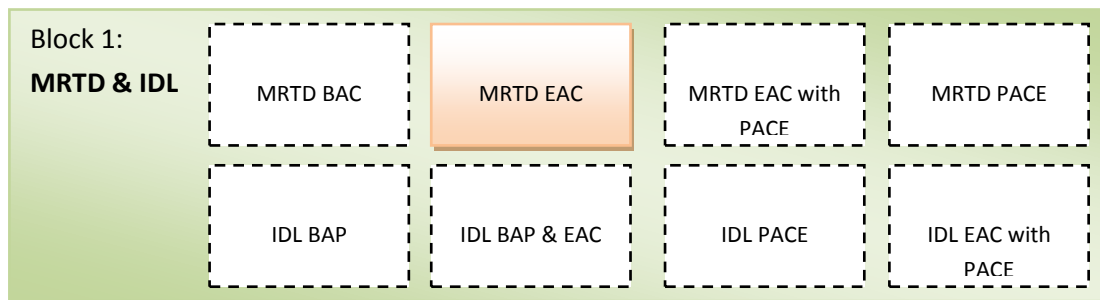 Block 1:
MRTD & IDL
MRTD BAC
MRTD EAC
MRTD EAC with
PACE
MRTD PACE
IDL BAP
IDL BAP & EAC
IDL PACE
IDL EAC with
PACE